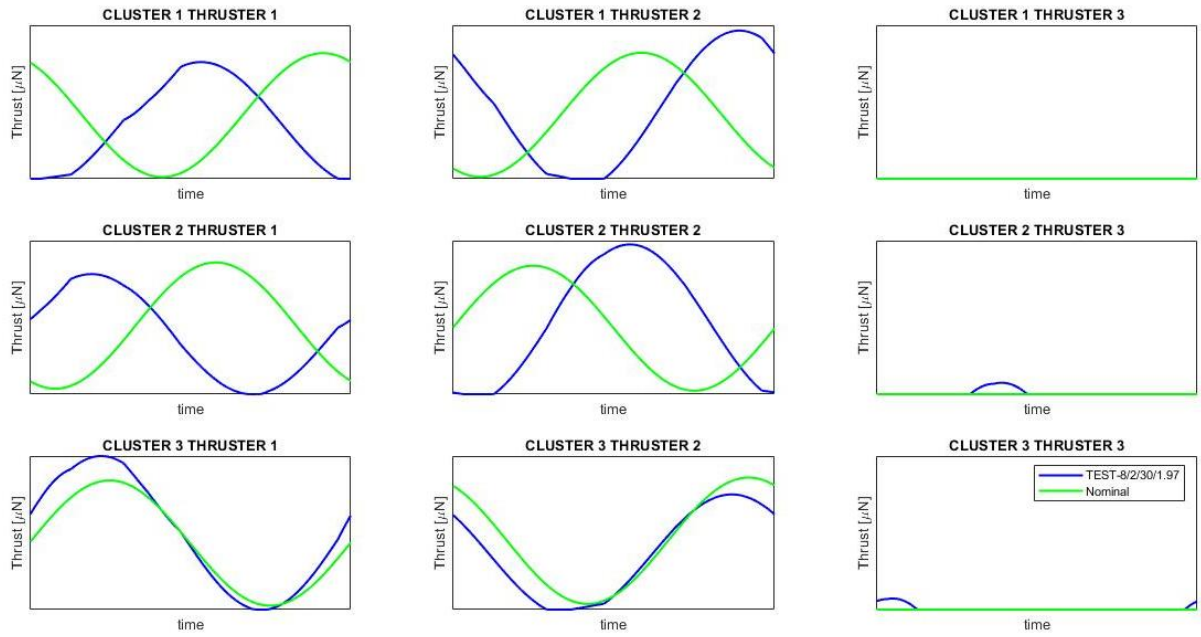 CLUSTER 1 THRUSTER 1
Thrust [μN]
time
CLUSTER 1 THRUSTER 2
Thrust [μN]
time
CLUSTER 1 THRUSTER 3
Thrust [μN]
time
CLUSTER 2 THRUSTER 1
Thrust [μN]
time
CLUSTER 2 THRUSTER 2
Thrust [μN]
time
CLUSTER 2 THRUSTER 3
Thrust [μN]
time
CLUSTER 3 THRUSTER 1
Thrust [μN]
time
CLUSTER 3 THRUSTER 2
Thrust [μN]
time
CLUSTER 3 THRUSTER 3
Thrust [μN]
TEST-8/2/30/1.97
Nominal
time